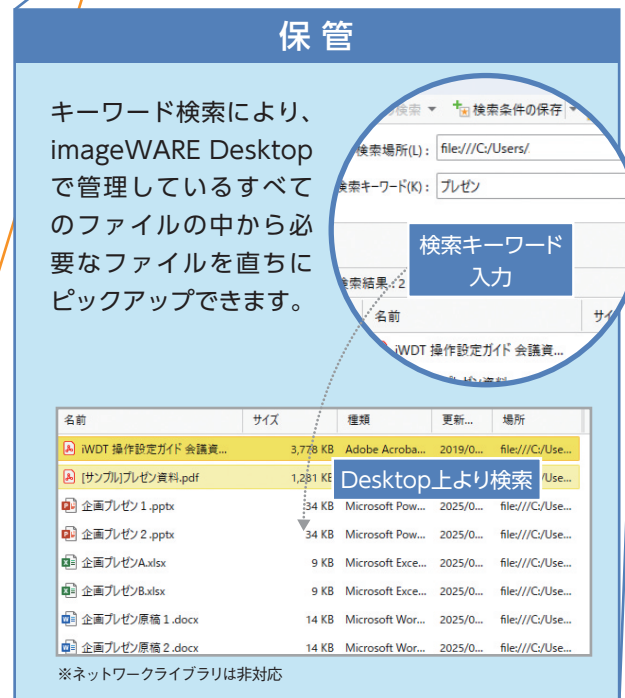 保管
キーワード検索により、
imageWARE Desktop
で管理しているすべて
のファイルの中から必
要なファイルを直ちに
ピックアップできます。
検索 検索条件の保存
検索場所(L): file:///C:/Users/
検索キーワード(K): プレゼン
検索キーワード
入力
検索結果: 2
名前 サイ
iWDT 操作設定ガイド 会議資...
名前 サイズ 種類 更新... 場所
iWDT 操作設定ガイド 会議資... 3,778 KB Adobe Acroba... 2019/0... file:///C:/Use...
[サンプル]プレゼン資料.pdf 1,281 KB
Desktop上より検索
企画プレゼン1.pptx 34 KB Microsoft Pow... 2025/0... file:///C:/Use...
企画プレゼン2.pptx 34 KB Microsoft Pow... 2025/0... file:///C:/Use...
企画プレゼンA.xlsx 9 KB Microsoft Exce... 2025/0... file:///C:/Use...
企画プレゼンB.xlsx 9 KB Microsoft Exce... 2025/0... file:///C:/Use...
企画プレゼン原稿1.docx 14 KB Microsoft Wor... 2025/0... file:///C:/Use...
企画プレゼン原稿2.docx 14 KB Microsoft Wor... 2025/0... file:///C:/Use...
※ネットワークライブラリは非対応